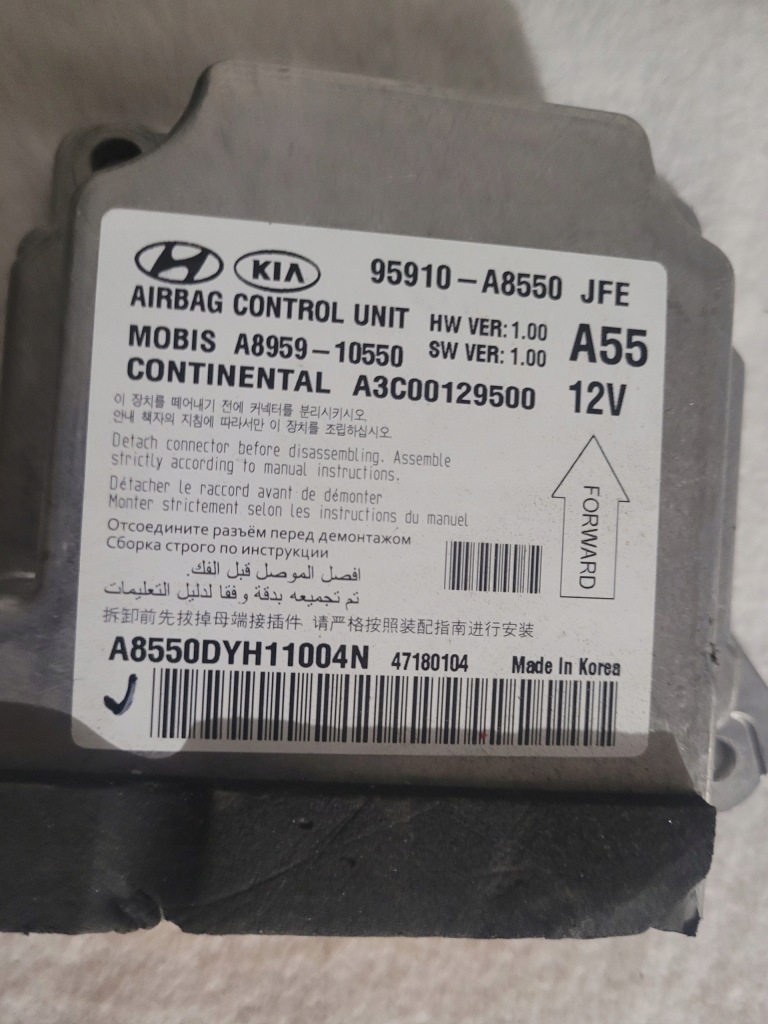 KIA 95910-A8550 JFE
AIRBAG CONTROL UNIT HW VER: 1.00 A55
MOBIS A8959-10550 SW VER: 1.00
CONTINENTAL A3C00129500 12V
이 장치를 떼어내기 전에 커넥터를 분리시키시오.
안내 책자의 지침에 따라서만 이 장치를 조립하십시오.
Detach connector before disassembling. Assemble
strictly according to manual instructions.
Détacher le raccord avant de démonter
Monter strictement selon les instructions du manuel
Отсоедините разъём перед демонтажом
Сборка строго по инструкции
افصل الموصل قبل الفك.
تم تجميعه بدقة وفقا لدليل التعليمات
拆卸前先拔掉母端接插件 请严格按照装配指南进行安装
FORWARD
A8550DYH11004N 47180104 Made In Korea